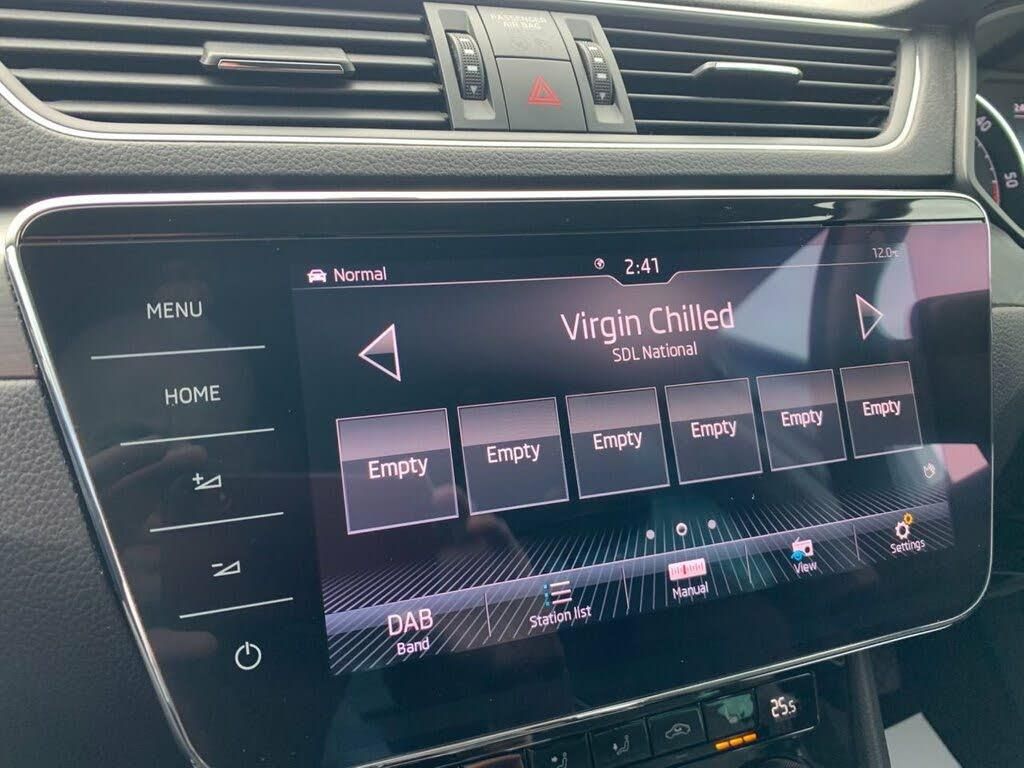 PASSENGER
AIR BAG
40
50
MENU
HOME
Normal
2:41
12.0°C
Virgin Chilled
SDL National
Empty
Empty
Empty
Empty
Empty
Empty
DAB
Band
Station list
Manual
View
Settings
25.5